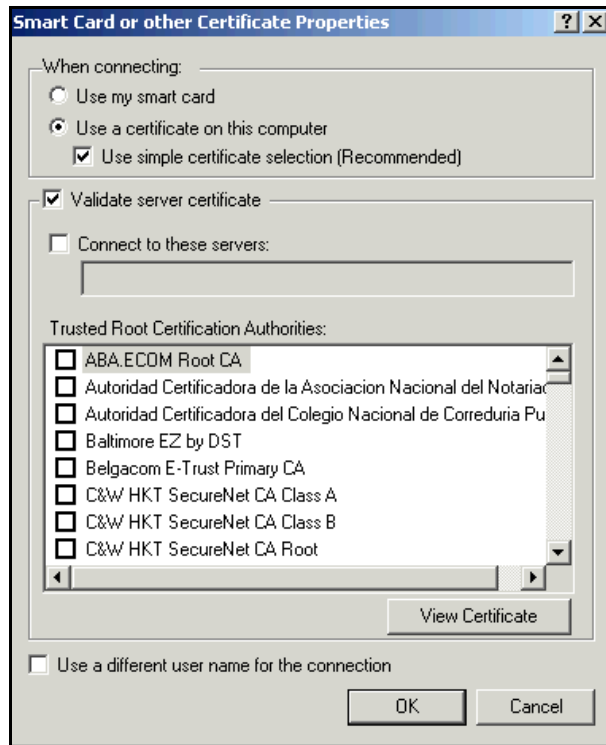 Smart Card or other Certificate Properties
When connecting:
Use my smart card
Use a certificate on this computer
Use simple certificate selection (Recommended)
Validate server certificate
Connect to these servers:
Trusted Root Certification Authorities:
ABA.ECOM Root CA
Autoridad Certificadora de la Asociacion Nacional del Notaria
Autoridad Certificadora del Colegio Nacional de Correduria Pu
Baltimore EZ by DST
Belgacom E-Trust Primary CA
C&W HKT SecureNet CA Class A
C&W HKT SecureNet CA Class B
C&W HKT SecureNet CA Root
View Certificate
Use a different user name for the connection
OK Cancel